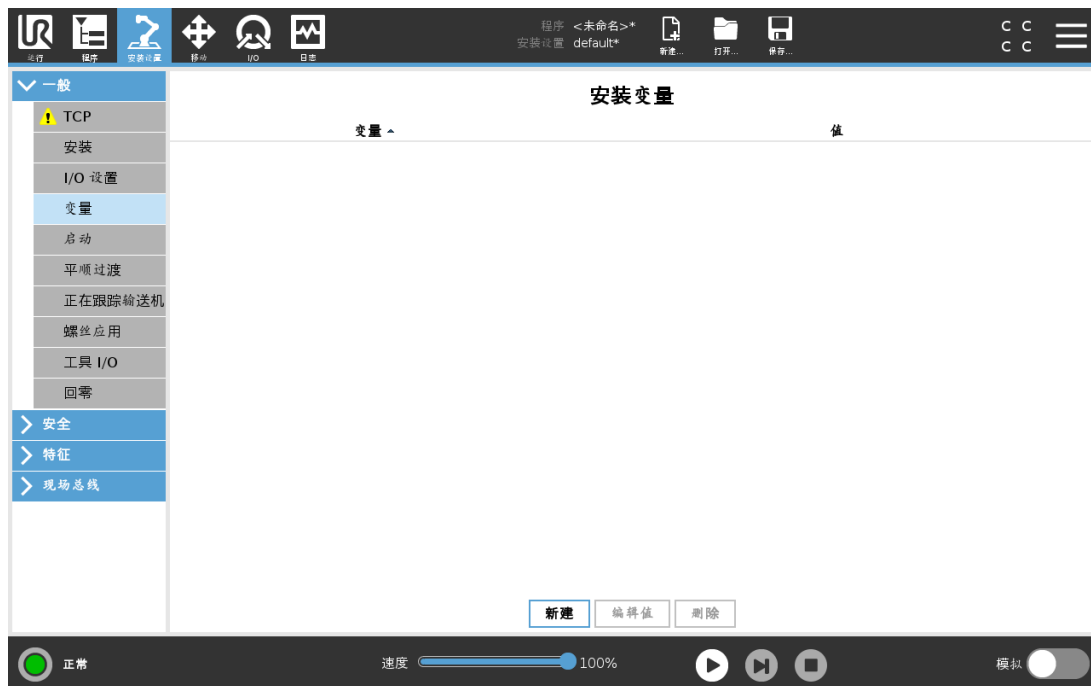 程序 <未命名>*
安装设置 default*
C C
C C
运行 程序 安装设置 移动 I/O 日志 新建... 打开... 保存...
一般
TCP
安装
I/O 设置
变量
启动
平顺过渡
正在跟踪输送机
螺丝应用
工具 I/O
回零
安全
特征
现场总线
安装变量
变量 值
新建 编辑值 删除
正常 速度 100% 模拟